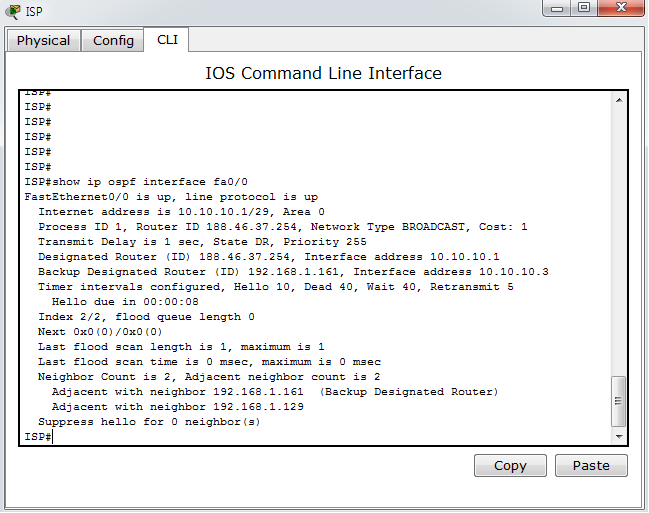 ISP
Physical Config CLI
IOS Command Line Interface
ISP#
ISP#
ISP#
ISP#
ISP#
ISP#
ISP#show ip ospf interface fa0/0
FastEthernet0/0 is up, line protocol is up
Internet address is 10.10.10.1/29, Area 0
Process ID 1, Router ID 188.46.37.254, Network Type BROADCAST, Cost: 1
Transmit Delay is 1 sec, State DR, Priority 255
Designated Router (ID) 188.46.37.254, Interface address 10.10.10.1
Backup Designated Router (ID) 192.168.1.161, Interface address 10.10.10.3
Timer intervals configured, Hello 10, Dead 40, Wait 40, Retransmit 5
Hello due in 00:00:08
Index 2/2, flood queue length 0
Next 0x0(0)/0x0(0)
Last flood scan length is 1, maximum is 1
Last flood scan time is 0 msec, maximum is 0 msec
Neighbor Count is 2, Adjacent neighbor count is 2
Adjacent with neighbor 192.168.1.161  (Backup Designated Router)
Adjacent with neighbor 192.168.1.129
Suppress hello for 0 neighbor(s)
ISP#
Copy Paste